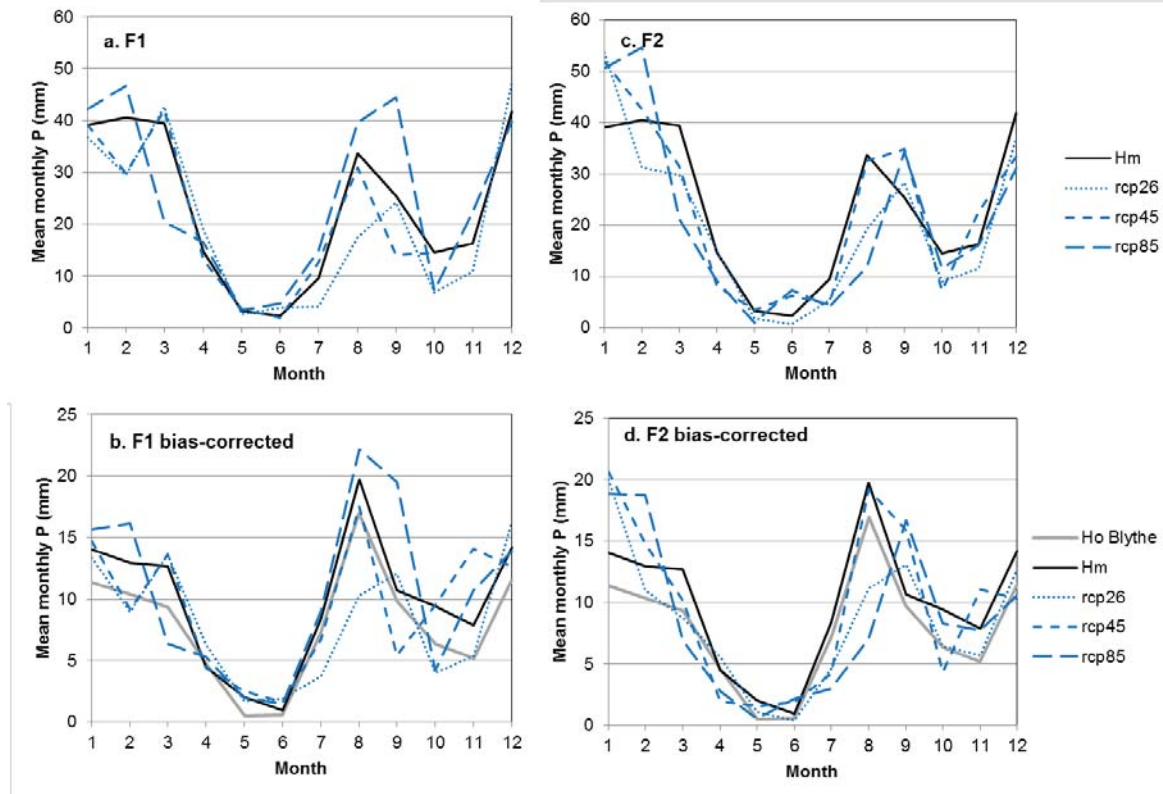 a. F1
Mean monthly P (mm)
60
50
40
30
20
10
0
1 2 3 4 5 6 7 8 9 10 11 12
Month
c. F2
Mean monthly P (mm)
60
50
40
30
20
10
0
1 2 3 4 5 6 7 8 9 10 11 12
Month
Hm
rcp26
rcp45
rcp85
b. F1 bias-corrected
Mean monthly P (mm)
25
20
15
10
5
0
1 2 3 4 5 6 7 8 9 10 11 12
Month
d. F2 bias-corrected
Mean monthly P (mm)
25
20
15
10
5
0
1 2 3 4 5 6 7 8 9 10 11 12
Month
Ho Blythe
Hm
rcp26
rcp45
rcp85